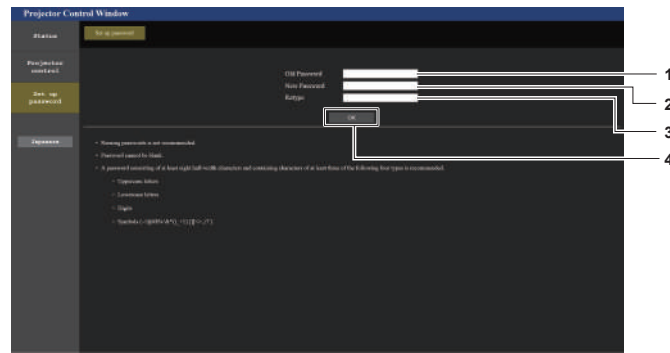 Projector Control Window
Status
Set up password
Projector
control
Set up
password
Japanese
Old Password
New Password
Retype
OK
1
2
3
4
• Reusing passwords is not recommended.
• Password cannot be blank.
• A password consisting of at least eight half-width characters and containing characters of at least three of the following four types is recommended.
• Uppercase letters
• Lowercase letters
• Digits
• Symbols